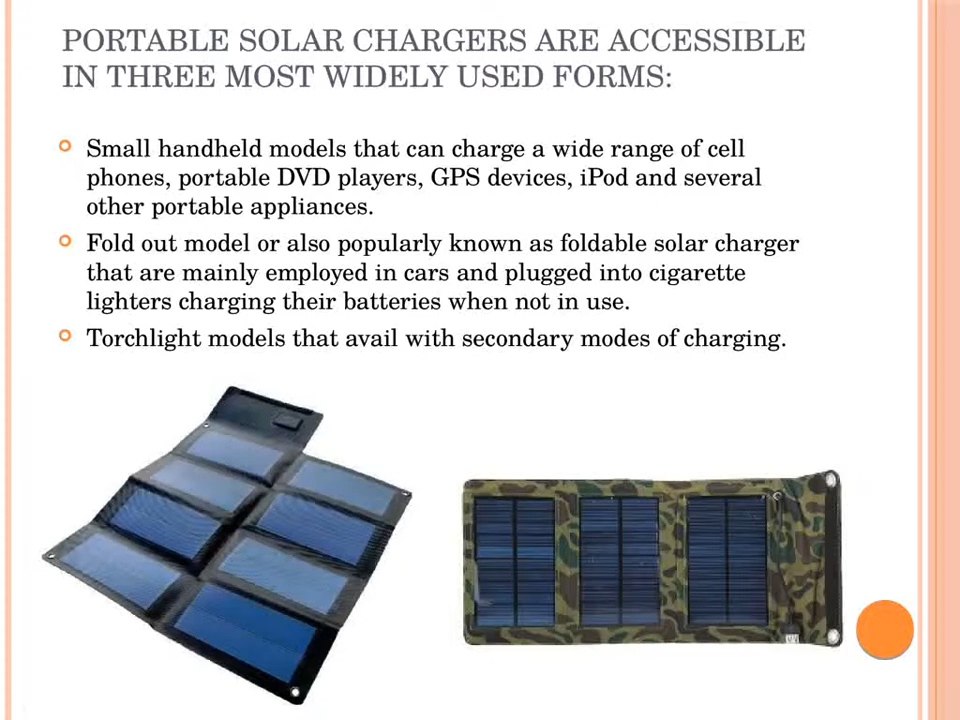 PORTABLE SOLAR CHARGERS ARE ACCESSIBLE
IN THREE MOST WIDELY USED FORMS:
Small handheld models that can charge a wide range of cell
phones, portable DVD players, GPS devices, iPod and several
other portable appliances.
Fold out model or also popularly known as foldable solar charger
that are mainly employed in cars and plugged into cigarette
lighters charging their batteries when not in use.
Torchlight models that avail with secondary modes of charging.